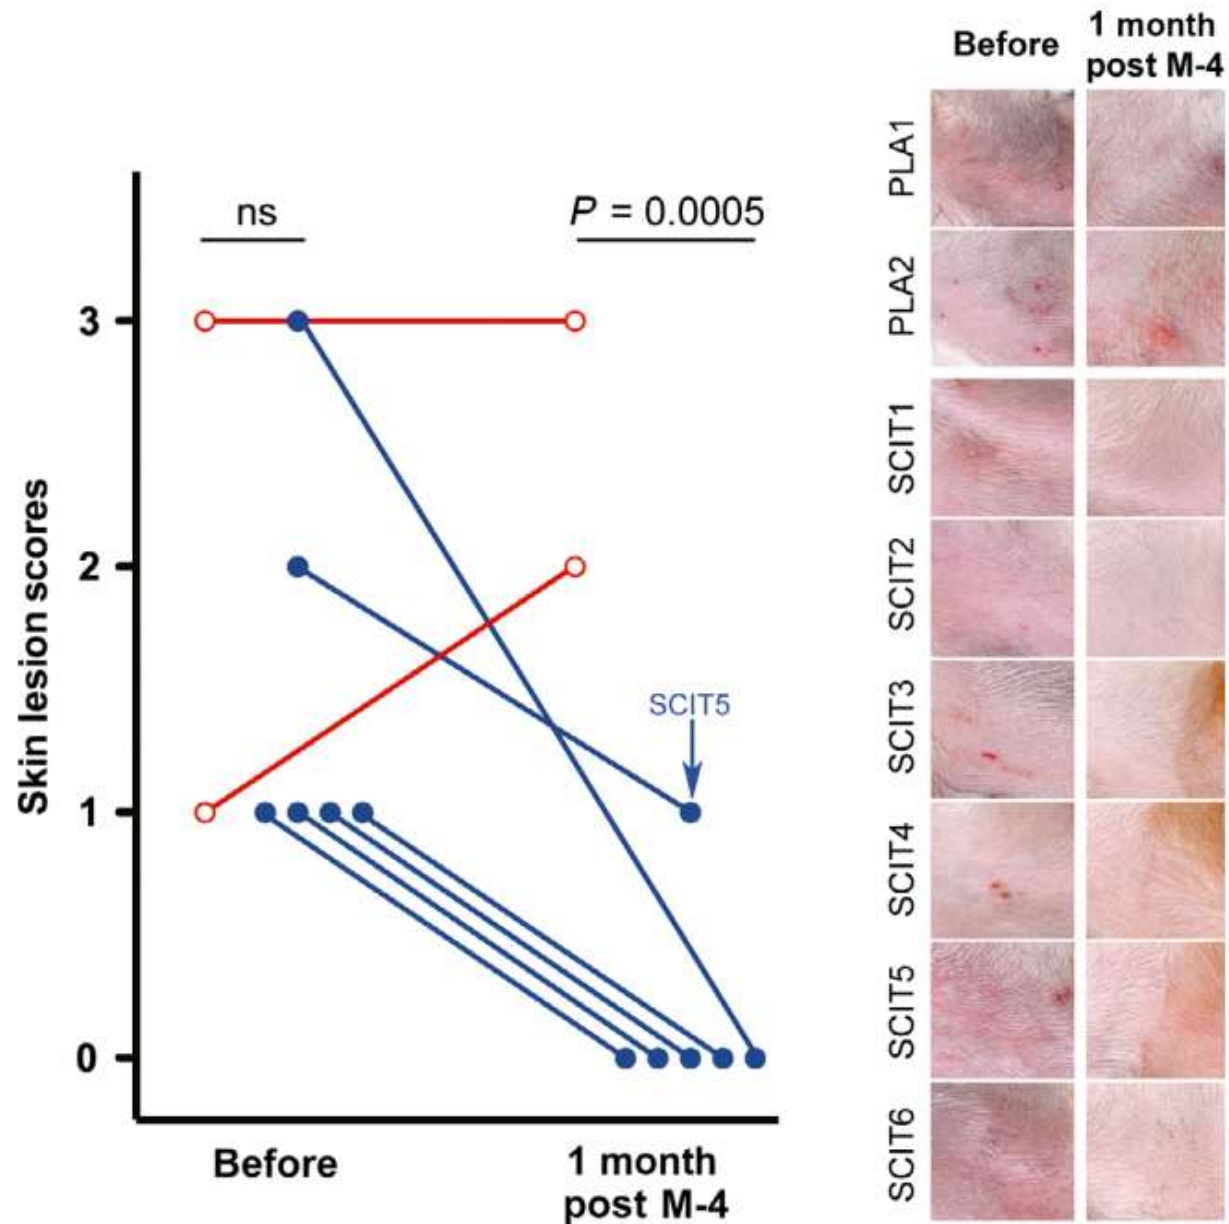 Before
1 month
post M-4
ns
P = 0.0005
3
2
1
0
Skin lesion scores
SCIT5
Before
1 month
post M-4
PLA1
PLA2
SCIT1
SCIT2
SCIT3
SCIT4
SCIT5
SCIT6